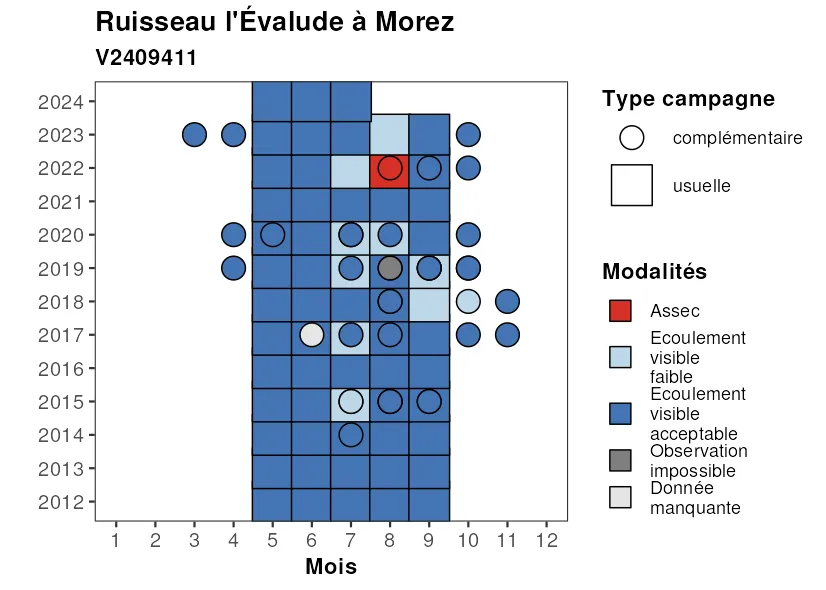 Ruisseau l'Évalude à Morez
V2409411
2024
2023
2022
2021
2020
2019
2018
2017
2016
2015
2014
2013
2012
1 2 3 4 5 6 7 8 9 10 11 12
Mois
Type campagne
complémentaire
usuelle
Modalités
Assec
Ecoulement
visible
faible
Ecoulement
visible
acceptable
Observation
impossible
Donnée
manquante